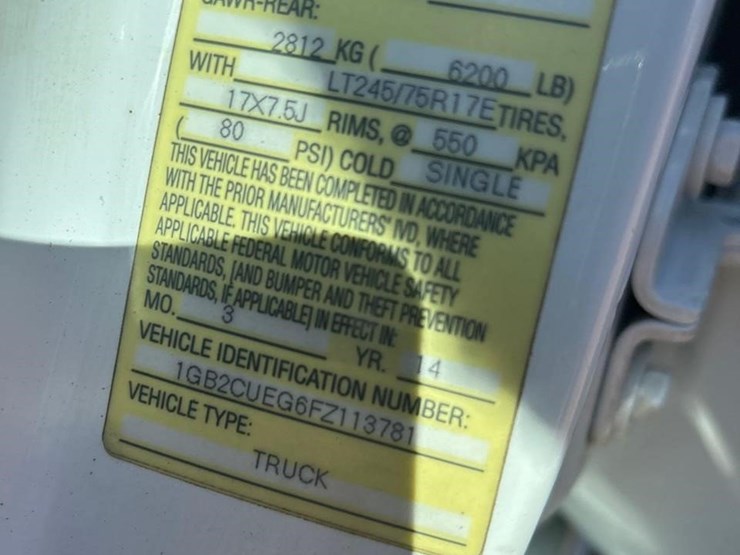 GAWR-REAR:
2812 KG ( 6200 LB)
WITH LT245/75R17E TIRES,
17X7.5J RIMS, @ 550 KPA
( 80 PSI) COLD SINGLE
THIS VEHICLE HAS BEEN COMPLETED IN ACCORDANCE
WITH THE PRIOR MANUFACTURERS' IVD, WHERE
APPLICABLE. THIS VEHICLE CONFORMS TO ALL
APPLICABLE FEDERAL MOTOR VEHICLE SAFETY
STANDARDS, [AND BUMPER AND THEFT PREVENTION
STANDARDS, IF APPLICABLE] IN EFFECT IN:
MO. 3 YR. 14
VEHICLE IDENTIFICATION NUMBER:
1GB2CUEG6FZ113781
VEHICLE TYPE:
TRUCK